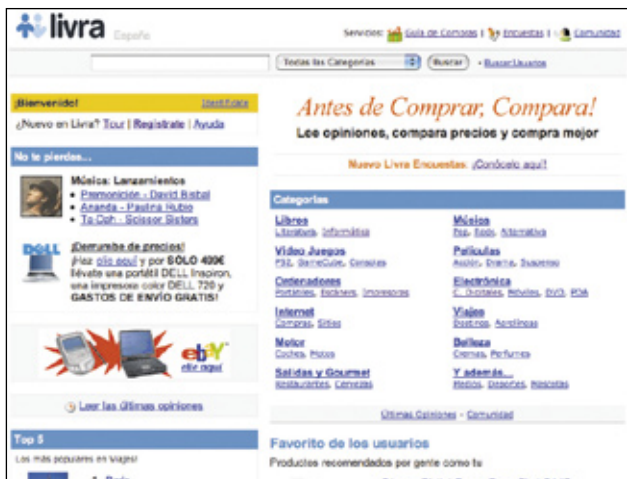 livra España
Servicios: Guía de Compras | Encuestas | Comunidad
Todas las Categorías Buscar • Buscar Usuarios
¡Bienvenido! Identifícate
¿Nuevo en Livra? Tour | Regístrate | Ayuda
No te pierdas...
Música: Lanzamientos
• Premonición - David Bisbal
• Ananda - Paulina Rubio
• Ta-Dah - Scissor Sisters
DELL
¡Derrumbe de precios!
¡Haz clic aquí y por SÓLO 499€
llévate una portátil DELL Inspiron,
una impresora color DELL 720 y
GASTOS DE ENVÍO GRATIS!
ebY
clic aquí
Leer las últimas opiniones
Top 5
Los más populares en Viajes!
Antes de Comprar, Compara!
Lee opiniones, compara precios y compra mejor
Nuevo Livra Encuestas: ¡Conócelo aquí!
Categorías
Libros
Literatura, Informática
Música
Pop, Rock, Alternativa
Video Juegos
PS2, GameCube, Consolas
Películas
Acción, Drama, Suspenso
Ordenadores
Portátiles, Escáners, Impresoras
Electrónica
C. Digitales, Móviles, DVD, PDA
Internet
Compras, Sitios
Viajes
Destinos, Aerolíneas
Motor
Coches, Motos
Belleza
Cremas, Perfumes
Salidas y Gourmet
Restaurantes, Cervezas
Y además...
Medios, Deportes, Mascotas
Últimas Opiniones - Comunidad
Favorito de los usuarios
Productos recomendados por gente como tu